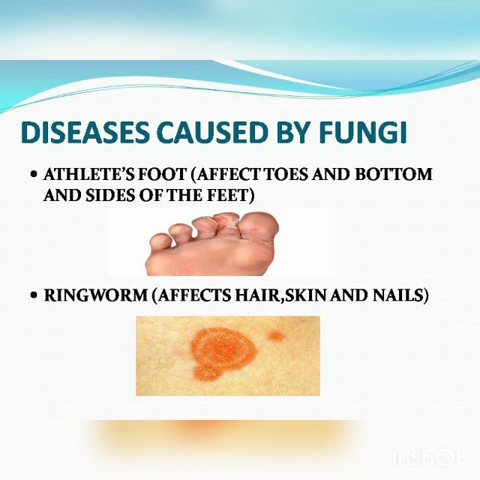 DISEASES CAUSED BY FUNGI
• ATHLETE'S FOOT (AFFECT TOES AND BOTTOM
AND SIDES OF THE FEET)
• RINGWORM (AFFECTS HAIR,SKIN AND NAILS)
InShOt